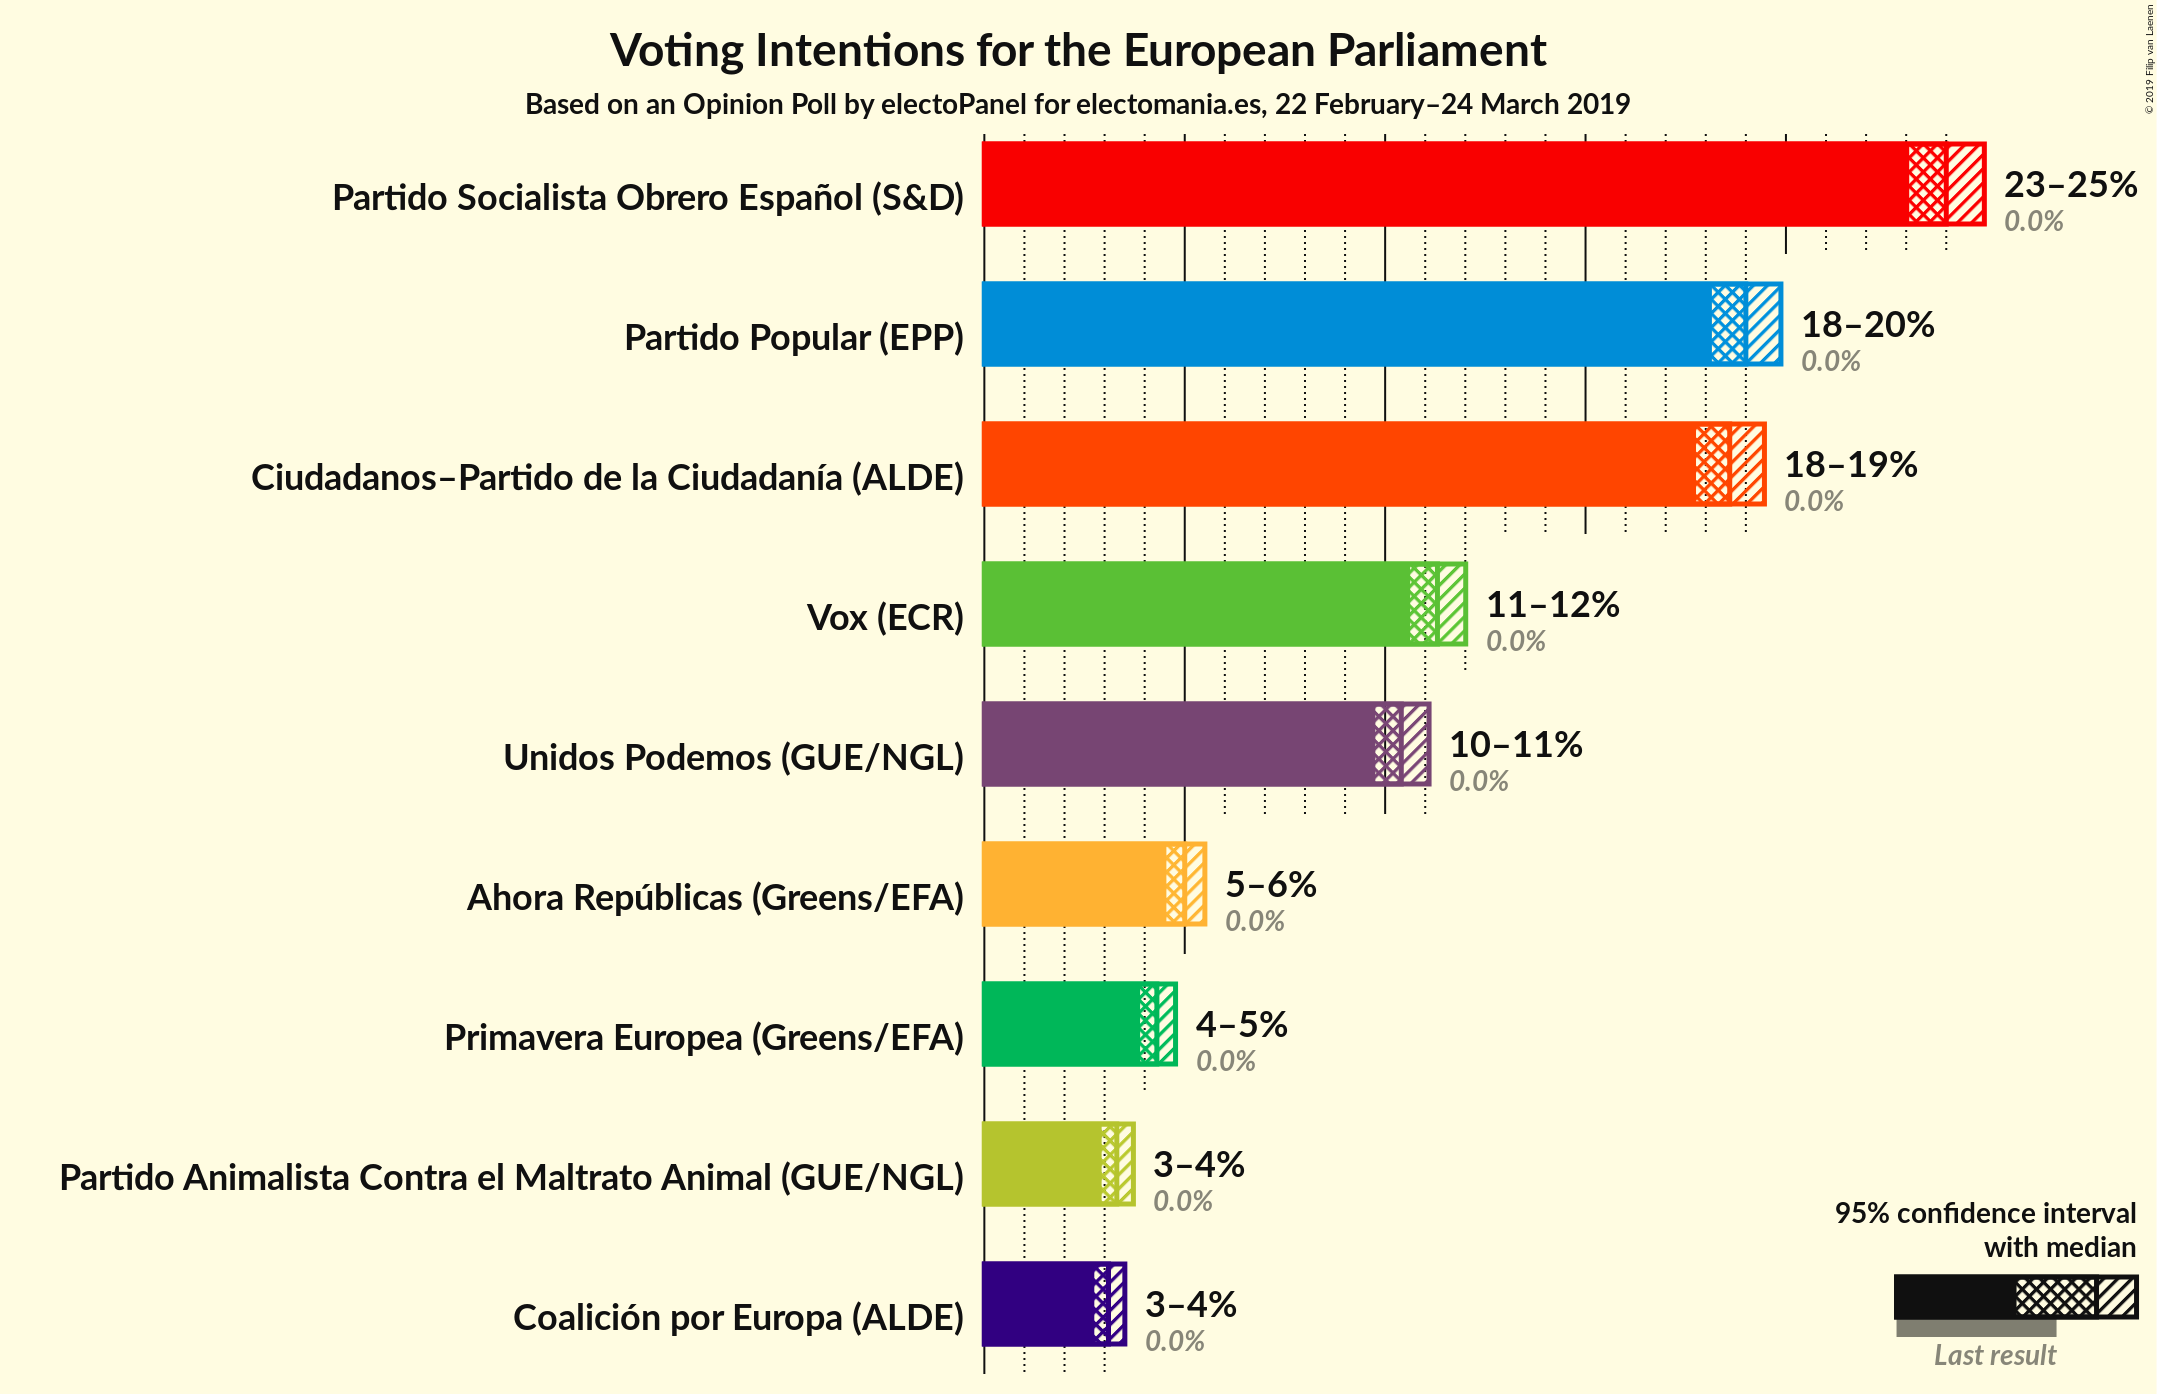 Voting Intentions for the European Parliament
Based on an Opinion Poll by electoPanel for electomania.es, 22 February–24 March 2019
© 2019 Filip van Laenen
Partido Socialista Obrero Español (S&D)
23–25%
0.0%
Partido Popular (EPP)
18–20%
0.0%
Ciudadanos–Partido de la Ciudadanía (ALDE)
18–19%
0.0%
Vox (ECR)
11–12%
0.0%
Unidos Podemos (GUE/NGL)
10–11%
0.0%
Ahora Repúblicas (Greens/EFA)
5–6%
0.0%
Primavera Europea (Greens/EFA)
4–5%
0.0%
Partido Animalista Contra el Maltrato Animal (GUE/NGL)
3–4%
0.0%
Coalición por Europa (ALDE)
3–4%
0.0%
95% confidence interval
with median
Last result